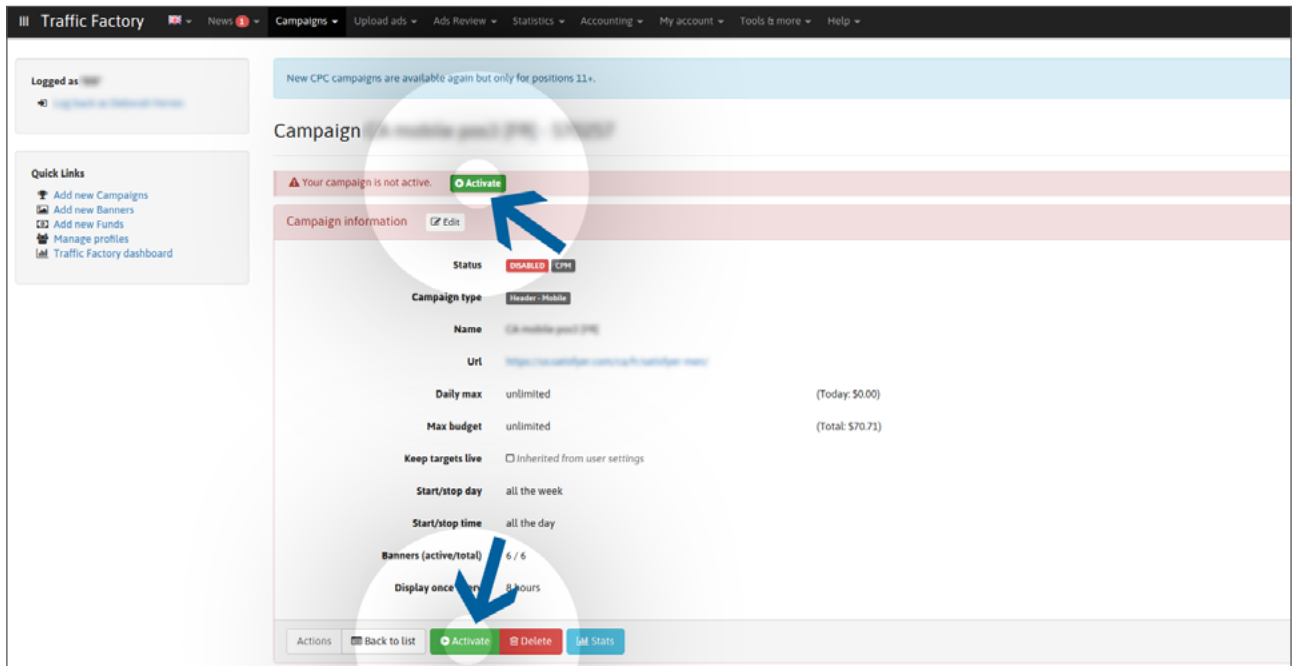 Traffic Factory News 1 Campaigns Upload ads Ads Review Statistics Accounting My account Tools & more Help
Logged as
New CPC campaigns are available again but only for positions 11+.
Campaign
Quick Links
Add new Campaigns
Add new Banners
Add new Funds
Manage profiles
Traffic Factory dashboard
Your campaign is not active. Activate
Campaign information Edit
Status DISABLED CPM
Campaign type Header - Mobile
Name
Url
Daily max unlimited (Today: $0.00)
Max budget unlimited (Total: $70.71)
Keep targets live Inherited from user settings
Start/stop day all the week
Start/stop time all the day
Banners (active/total) 6 / 6
Display once 8 hours
Actions Back to list Activate Delete Stats